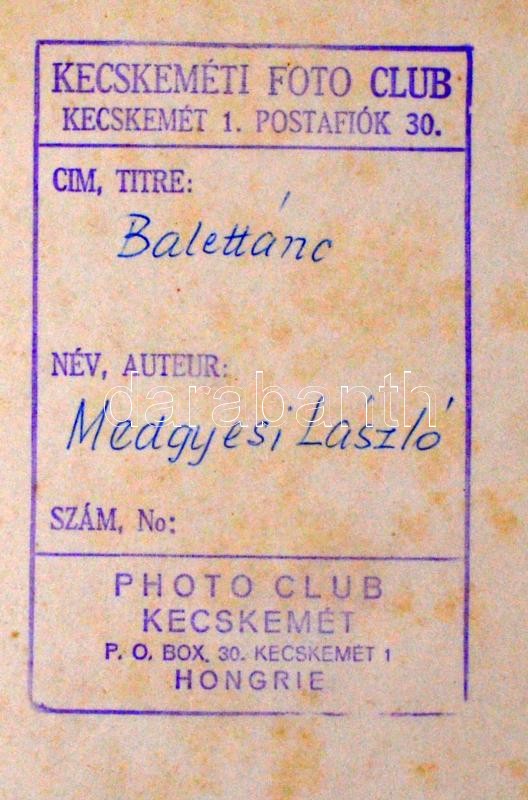 KECSKEMÉTI FOTO CLUB
KECSKEMÉT 1. POSTAFIÓK 30.
CIM, TITRE:
Balettánc
NÉV, AUTEUR:
darabanth
Medgyesi László
SZÁM, No:
PHOTO CLUB
KECSKEMÉT
P. O. BOX. 30. KECSKEMÉT 1
HONGRIE